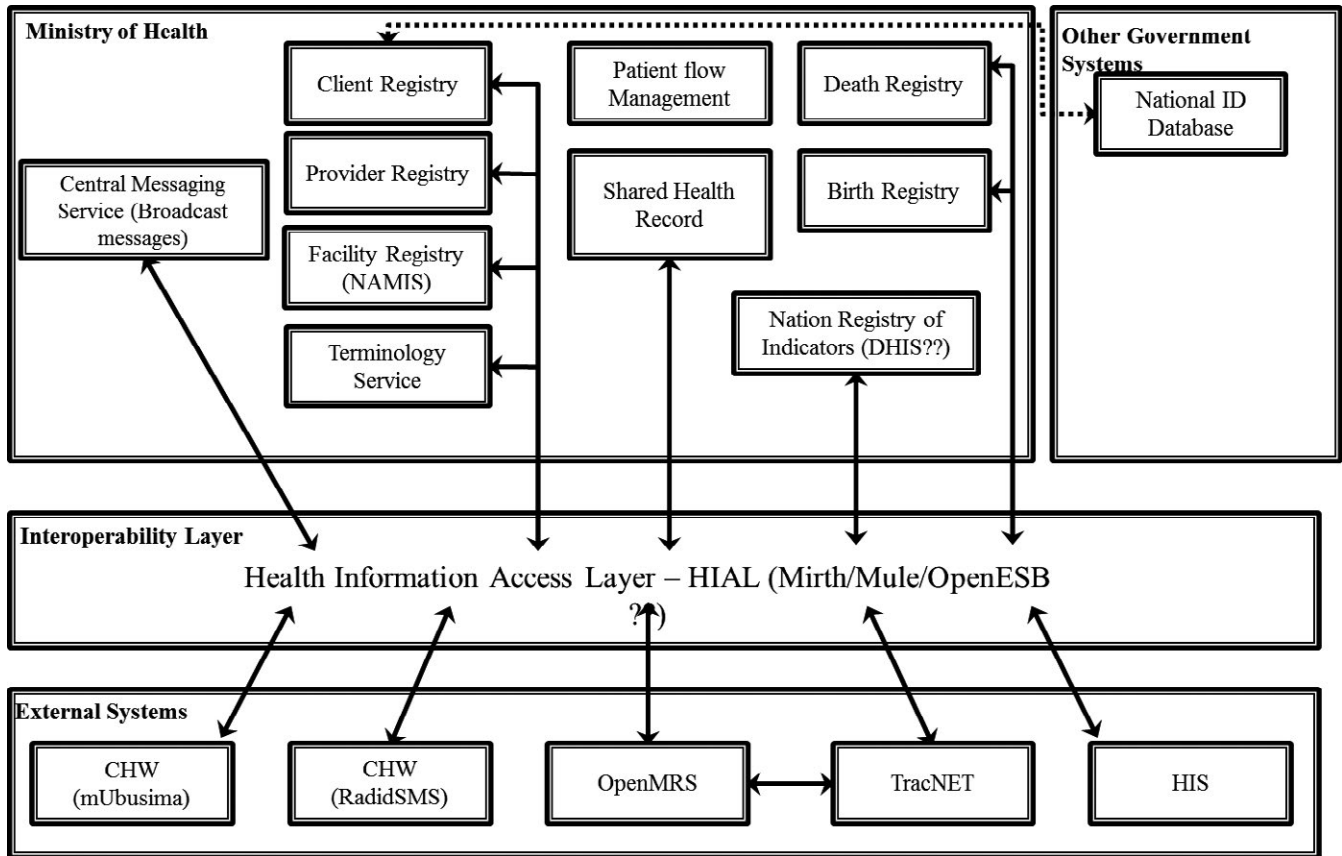 Ministry of Health
Client Registry
Patient flow
Management
Death Registry
Other Government
Systems
National ID
Database
Central Messaging
Service (Broadcast
messages)
Provider Registry
Shared Health
Record
Birth Registry
Facility Registry
(NAMIS)
Nation Registry of
Indicators (DHIS??)
Terminology
Service
Interoperability Layer
Health Information Access Layer – HIAL (Mirth/Mule/OpenESB
??)
External Systems
CHW
(mUbusima)
CHW
(RadidSMS)
OpenMRS
TracNET
HIS